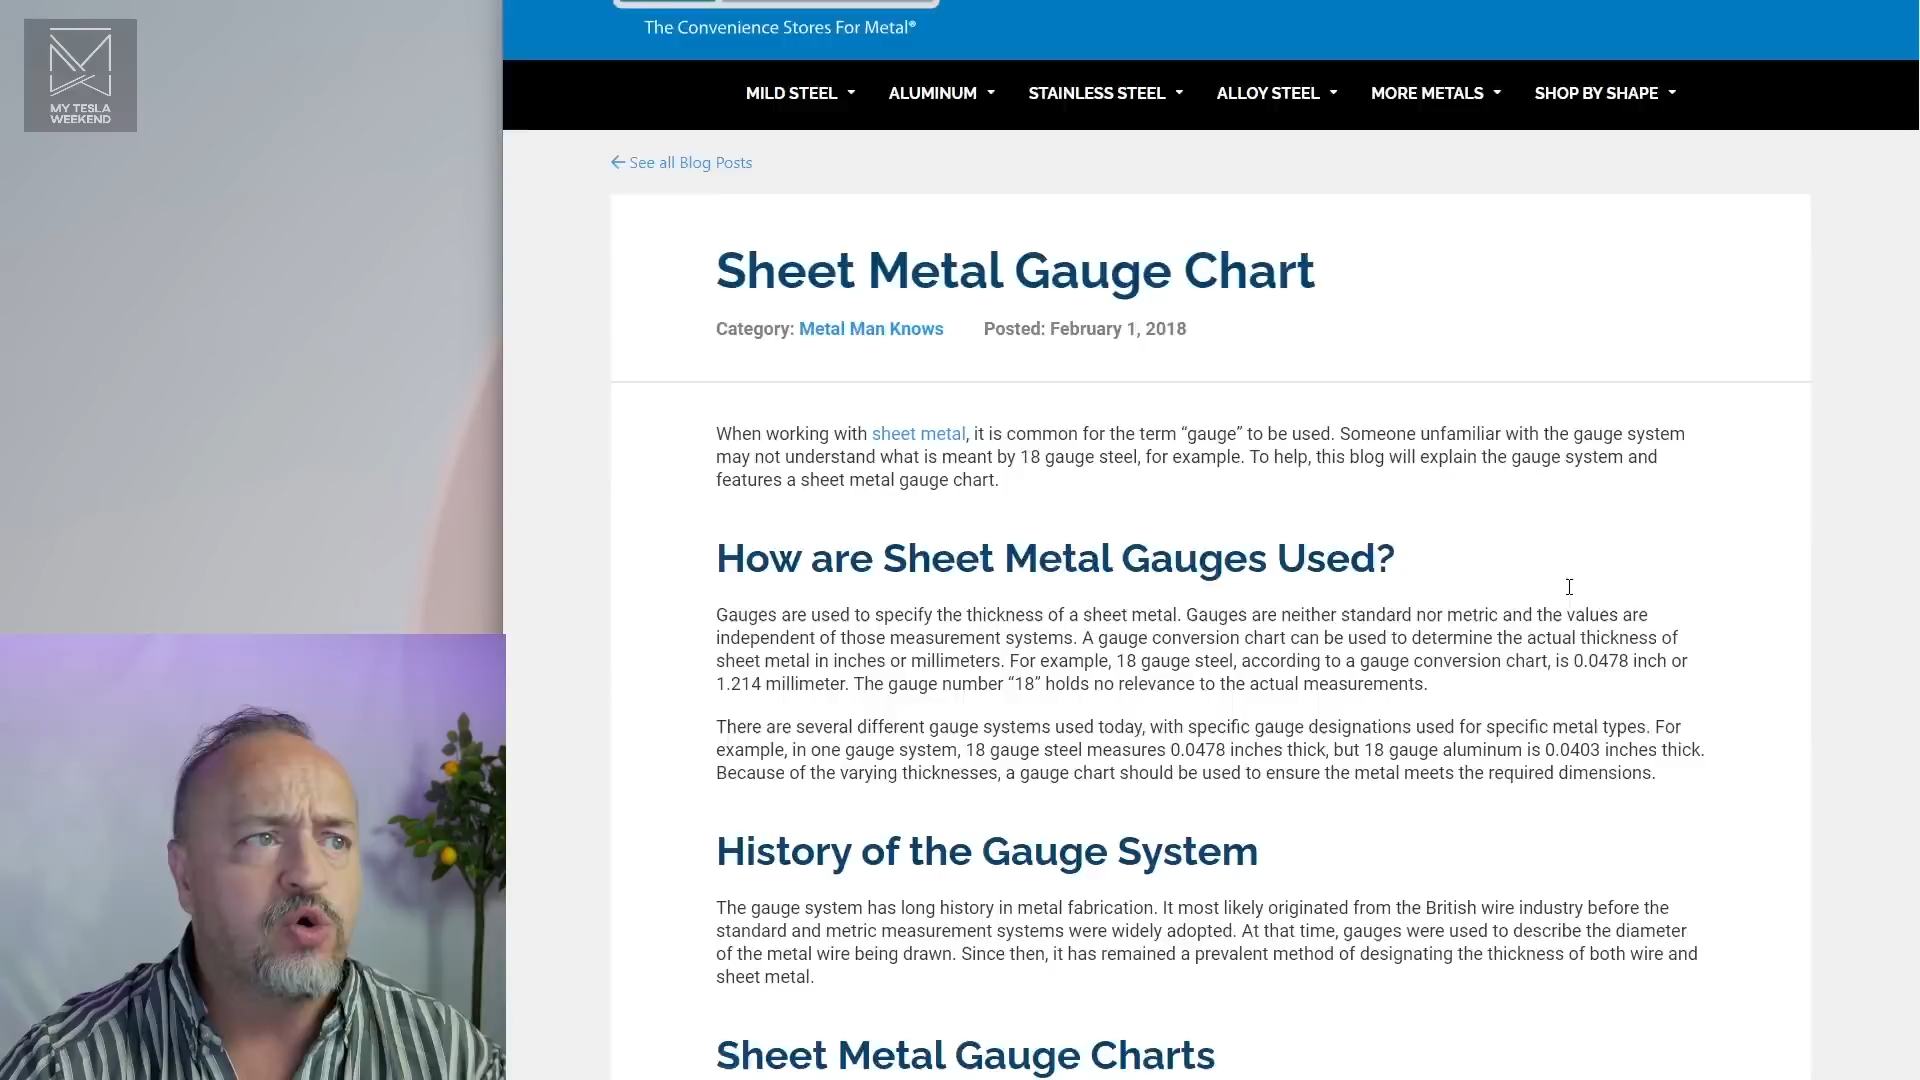 MY TESLA
WEEKEND
The Convenience Stores For Metal®
MILD STEEL
ALUMINUM
STAINLESS STEEL
ALLOY STEEL
MORE METALS
SHOP BY SHAPE
← See all Blog Posts
Sheet Metal Gauge Chart
Category: Metal Man Knows Posted: February 1, 2018
When working with sheet metal, it is common for the term “gauge” to be used. Someone unfamiliar with the gauge system
may not understand what is meant by 18 gauge steel, for example. To help, this blog will explain the gauge system and
features a sheet metal gauge chart.
How are Sheet Metal Gauges Used?
Gauges are used to specify the thickness of a sheet metal. Gauges are neither standard nor metric and the values are
independent of those measurement systems. A gauge conversion chart can be used to determine the actual thickness of
sheet metal in inches or millimeters. For example, 18 gauge steel, according to a gauge conversion chart, is 0.0478 inch or
1.214 millimeter. The gauge number “18” holds no relevance to the actual measurements.
There are several different gauge systems used today, with specific gauge designations used for specific metal types. For
example, in one gauge system, 18 gauge steel measures 0.0478 inches thick, but 18 gauge aluminum is 0.0403 inches thick.
Because of the varying thicknesses, a gauge chart should be used to ensure the metal meets the required dimensions.
History of the Gauge System
The gauge system has long history in metal fabrication. It most likely originated from the British wire industry before the
standard and metric measurement systems were widely adopted. At that time, gauges were used to describe the diameter
of the metal wire being drawn. Since then, it has remained a prevalent method of designating the thickness of both wire and
sheet metal.
Sheet Metal Gauge Charts